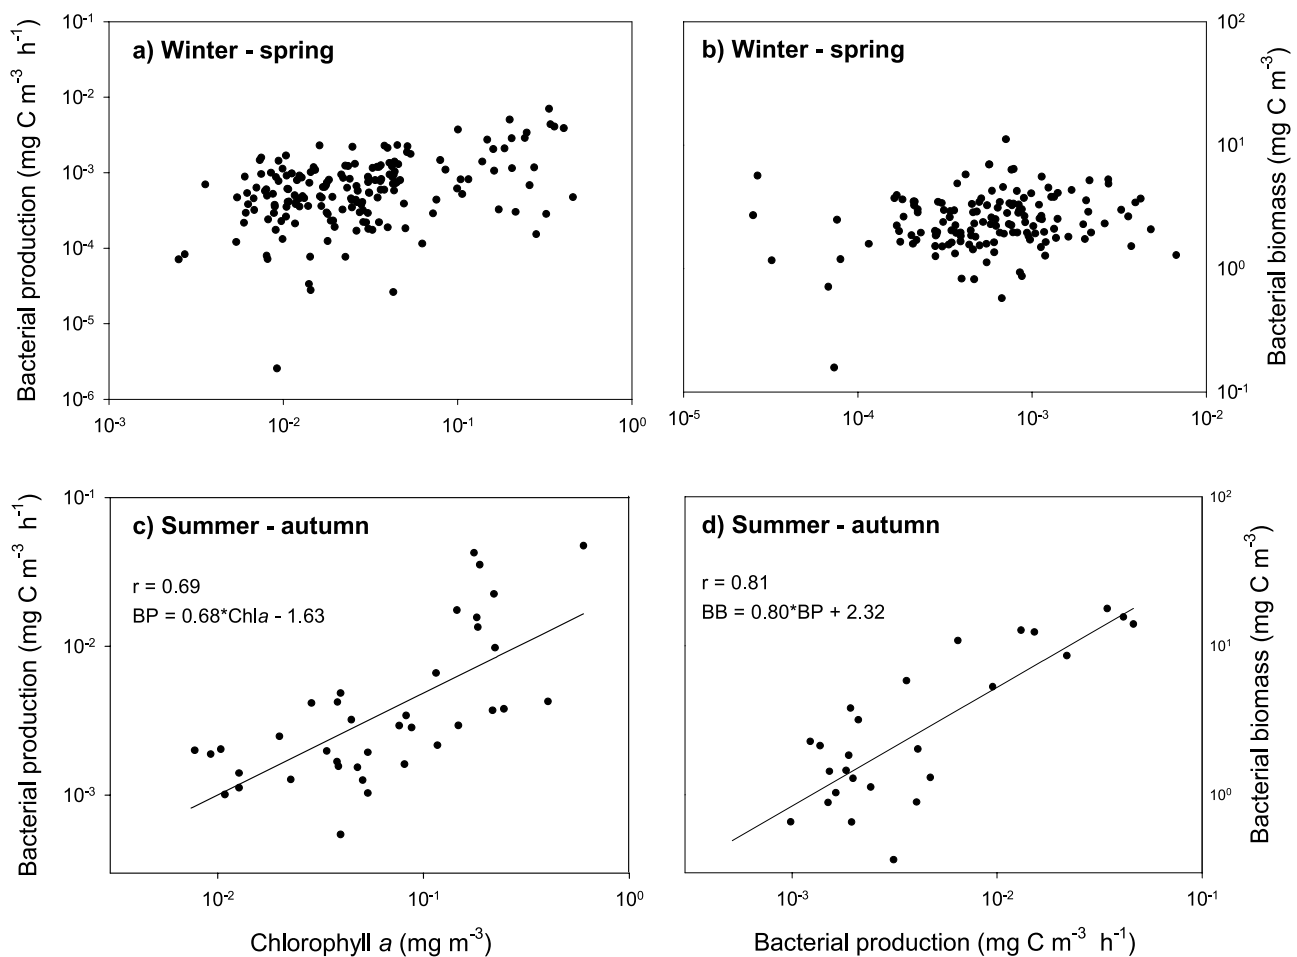 a) Winter - spring
Bacterial production (mg C m⁻³ h⁻¹)
10⁻¹
10⁻²
10⁻³
10⁻⁴
10⁻⁵
10⁻⁶
10⁻³
10⁻²
10⁻¹
10⁰
b) Winter - spring
Bacterial biomass (mg C m⁻³)
10²
10¹
10⁰
10⁻¹
10⁻⁵
10⁻⁴
10⁻³
10⁻²
c) Summer - autumn
r = 0.69
BP = 0.68*Chla - 1.63
Bacterial production (mg C m⁻³ h⁻¹)
10⁻¹
10⁻²
10⁻³
10⁻²
10⁻¹
10⁰
Chlorophyll a (mg m⁻³)
d) Summer - autumn
r = 0.81
BB = 0.80*BP + 2.32
Bacterial biomass (mg C m⁻³)
10²
10¹
10⁰
10⁻³
10⁻²
10⁻¹
Bacterial production (mg C m⁻³ h⁻¹)